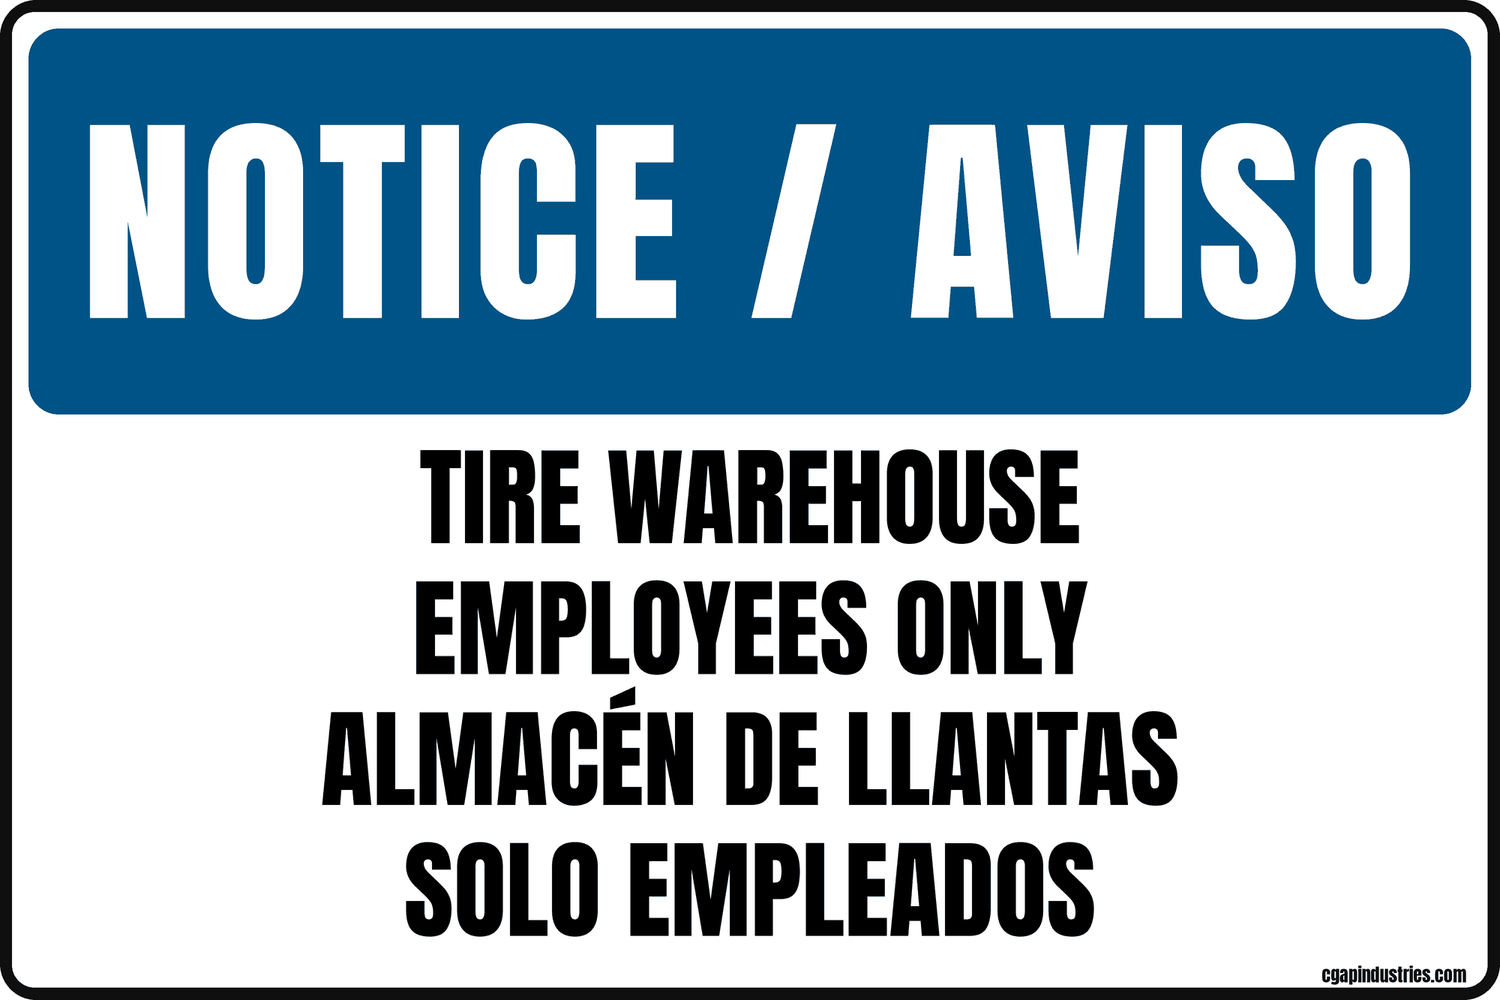 NOTICE / AVISO
TIRE WAREHOUSE
EMPLOYEES ONLY
ALMACÉN DE LLANTAS
SOLO EMPLEADOS
cgapindustries.com